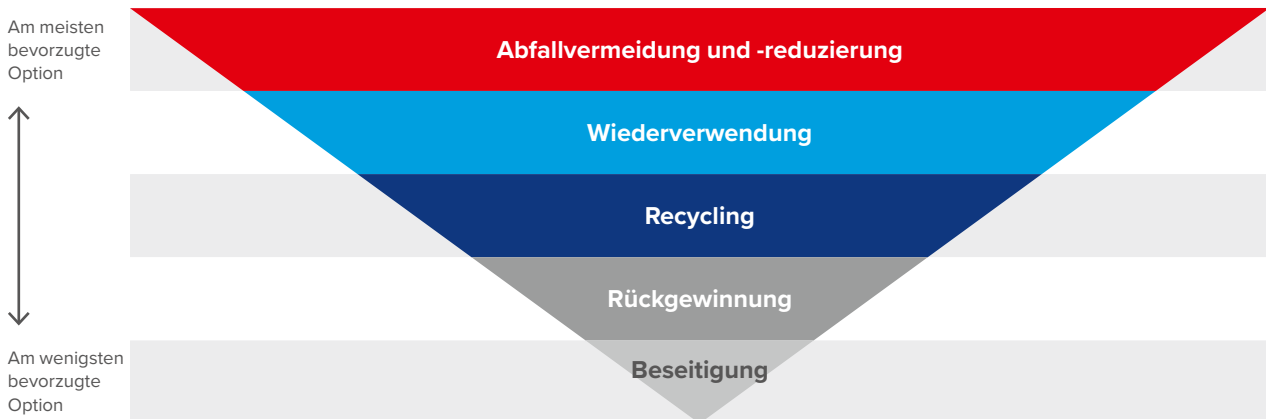 Am meisten
bevorzugte
Option
Abfallvermeidung und -reduzierung
Wiederverwendung
Recycling
Rückgewinnung
Beseitigung
Am wenigsten
bevorzugte
Option